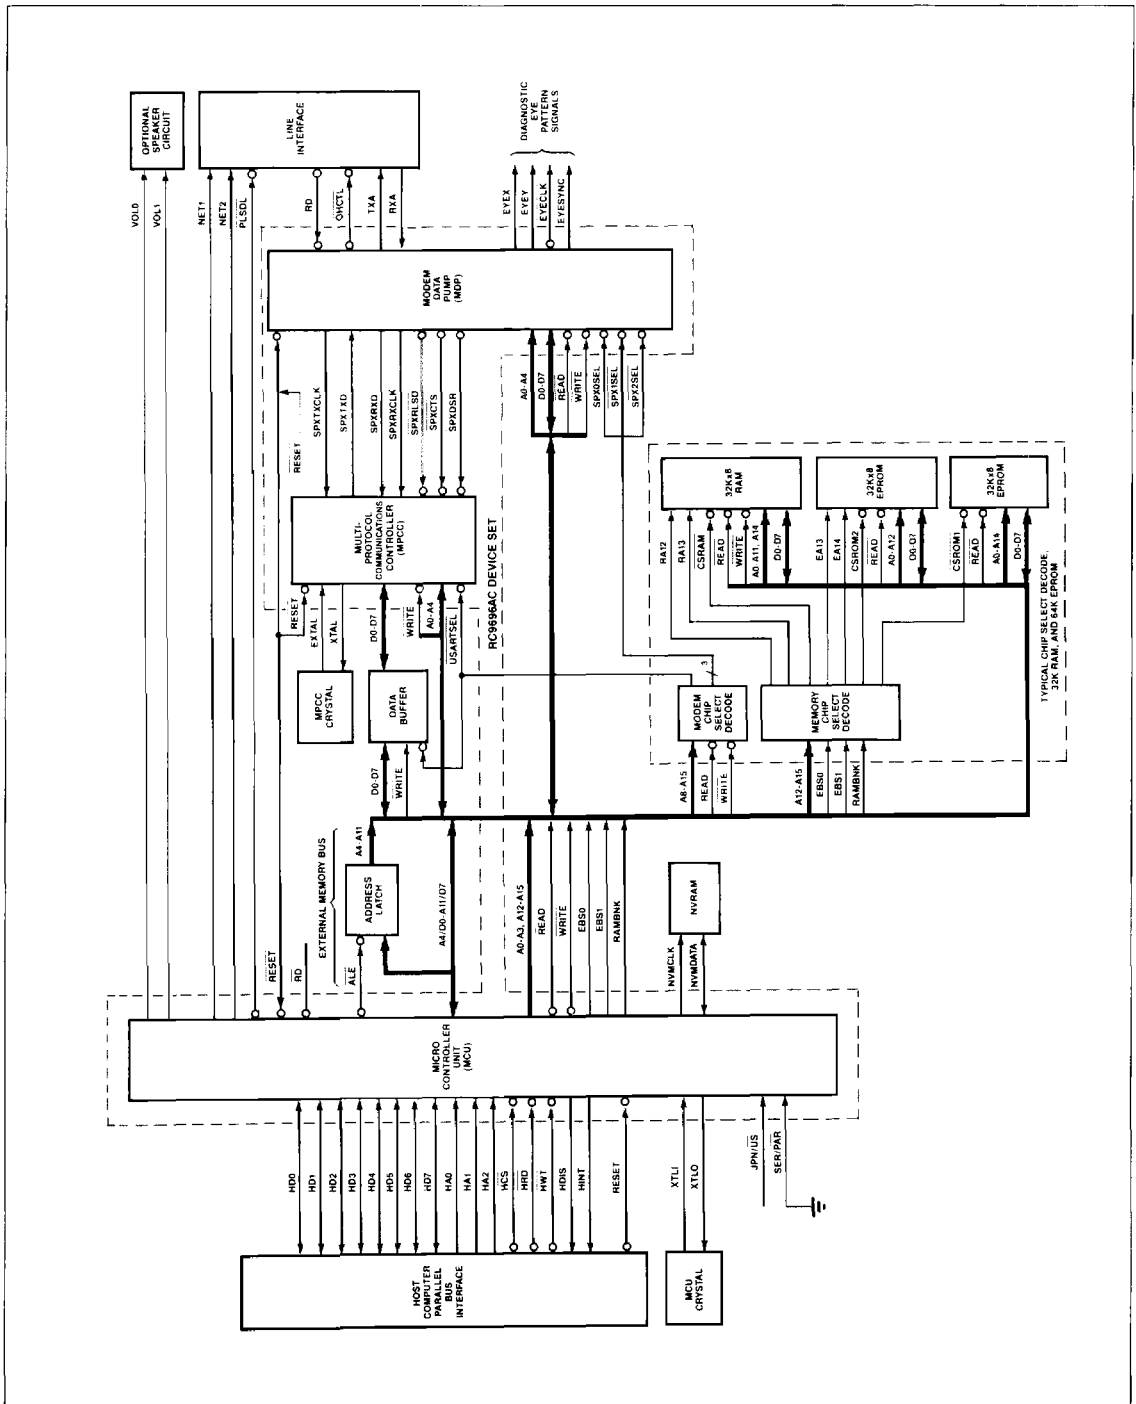 OPTIONAL
SPEAKER
CIRCUIT
LINE
INTERFACE
DIAGNOSTIC
EYE
PATTERN
SIGNALS
VOLD
VOL1
NET1
NET2
PLSDL
RD
OHCTL
TXA
RXA
EYEX
EYEY
EYECLK
EYESYNC
MODEM
DATA
PUMP
(MDP)
RESET
SPXTXCLK
SPXTXD
SPXRXD
SPXRXCLK
SPXRLSD
SPXCTS
SPXDSR
A0-A4
D0-D7
READ
WRITE
SPX0SEL
SPX1SEL
SPX2SEL
MULTI-
PROTOCOL
COMMUNICATIONS
CONTROLLER
(MPCC)
32Kx8
RAM
32Kx8
EPROM
32Kx8
EPROM
RA12
RA13
CSRAM
READ
WRITE
A0-A11, A14
D0-D7
EA13
EA14
CSROM2
READ
A0-A12
D0-D7
CSROM1
READ
A0-A14
D0-D7
RESET
EXTAL
XTAL
D0-D7
WRITE
A0-A4
USARTSEL
RC9696AC DEVICE SET
MPCC
CRYSTAL
DATA
BUFFER
3
MODEM
CHIP
SELECT
DECODE
MEMORY
CHIP
SELECT
DECODE
TYPICAL CHIP SELECT DECODE,
32K RAM, AND 64K EPROM
D0-D7
WRITE
A8-A15
READ
WRITE
A12-A15
EBS0
EBS1
RAMBNK
EXTERNAL MEMORY BUS
A4-A11
ADDRESS
LATCH
A4/D0-A11/D7
A0-A3, A12-A15
READ
WRITE
EBS0
EBS1
RAMBNK
NVRAM
RESET
RD
ALE
NVMCLK
NVMDATA
MICRO
CONTROLLER
UNIT
(MCU)
HD0
HD1
HD2
HD3
HD4
HD5
HD6
HD7
HA0
HA1
HA2
HCS
HRD
HWT
HDIS
HINT
RESET
XTLI
XTLO
JPN/US
SER/PAR
HOST
COMPUTER
PARALLEL
BUS
INTERFACE
MCU
CRYSTAL